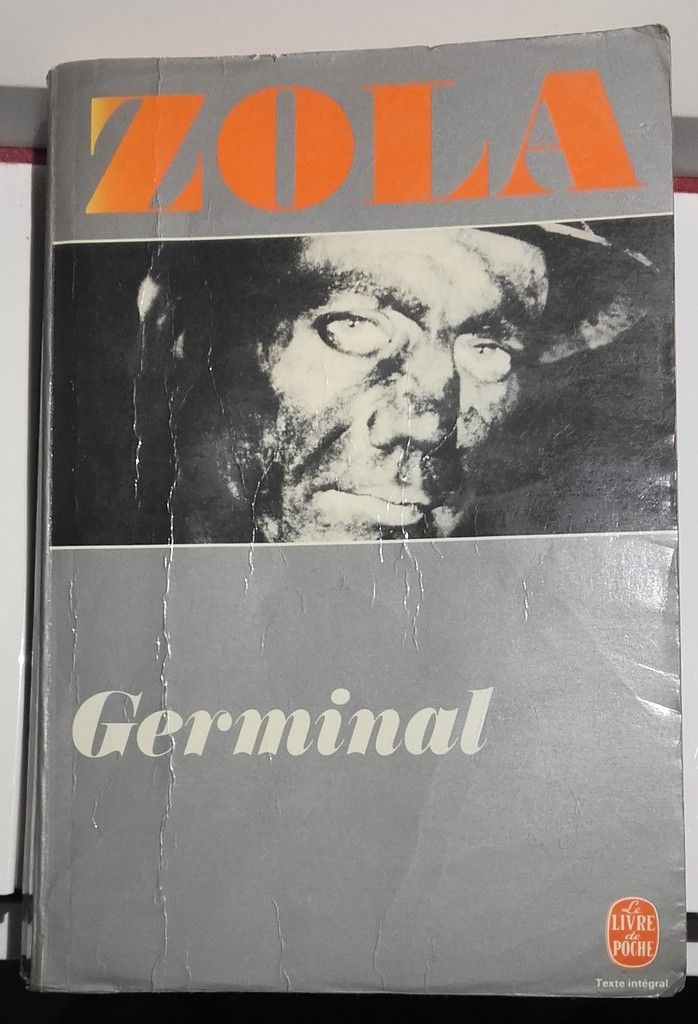 ZOLA
Germinal
Le
LIVRE
de
POCHE
Texte intégral